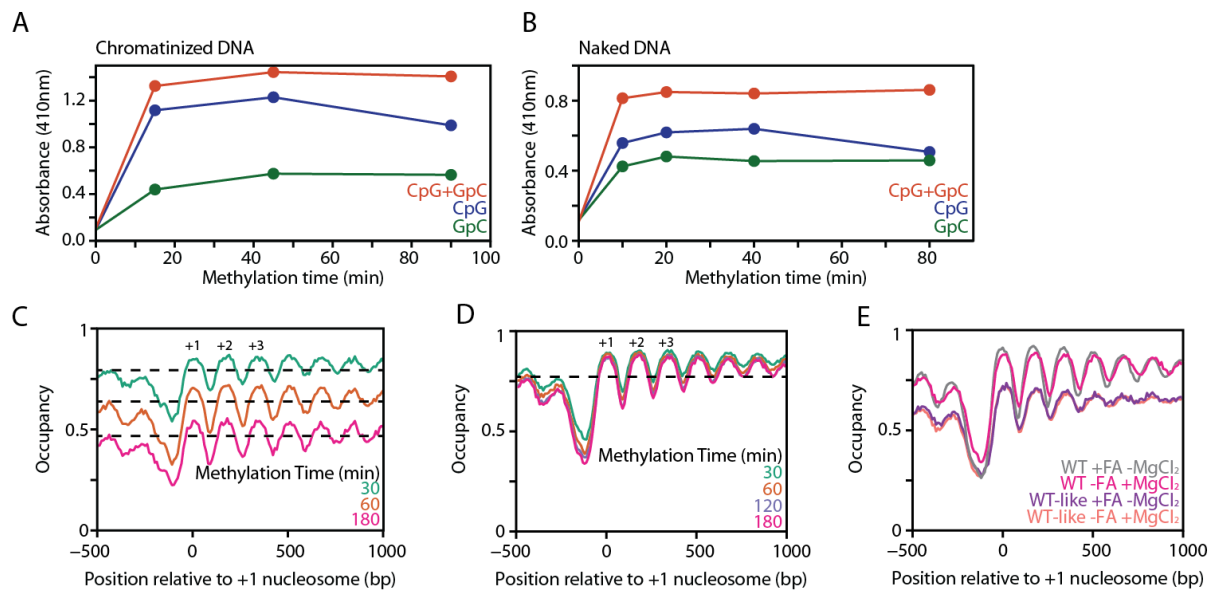 A
Chromatinized DNA
Absorbance (410nm)
1.2
0.8
0.4
0.0
0 20 40 60 80 100
Methylation time (min)
CpG+GpC
CpG
GpC
B
Naked DNA
Absorbance (410nm)
0.8
0.4
0.0
0 20 40 60 80
Methylation time (min)
CpG+GpC
CpG
GpC
C
Occupancy
1
0.5
0
+1 +2 +3
Methylation Time (min)
30
60
180
−500 0 500 1000
Position relative to +1 nucleosome (bp)
D
Occupancy
1
0.5
0
+1 +2 +3
Methylation Time (min)
30
60
120
180
−500 0 500 1000
Position relative to +1 nucleosome (bp)
E
Occupancy
1
0.5
0
WT +FA -MgCl₂
WT -FA +MgCl₂
WT-like +FA -MgCl₂
WT-like -FA +MgCl₂
−500 0 500 1000
Position relative to +1 nucleosome (bp)